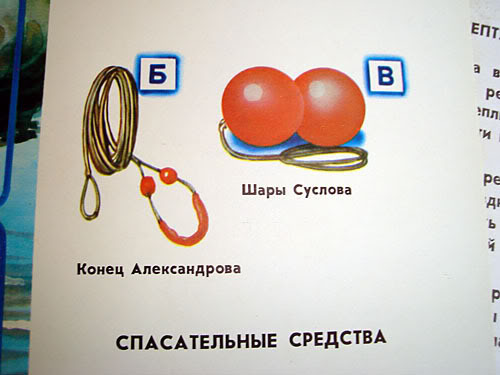 Б
В
Шары Суслова
Конец Александрова
СПАСАТЕЛЬНЫЕ СРЕДСТВА